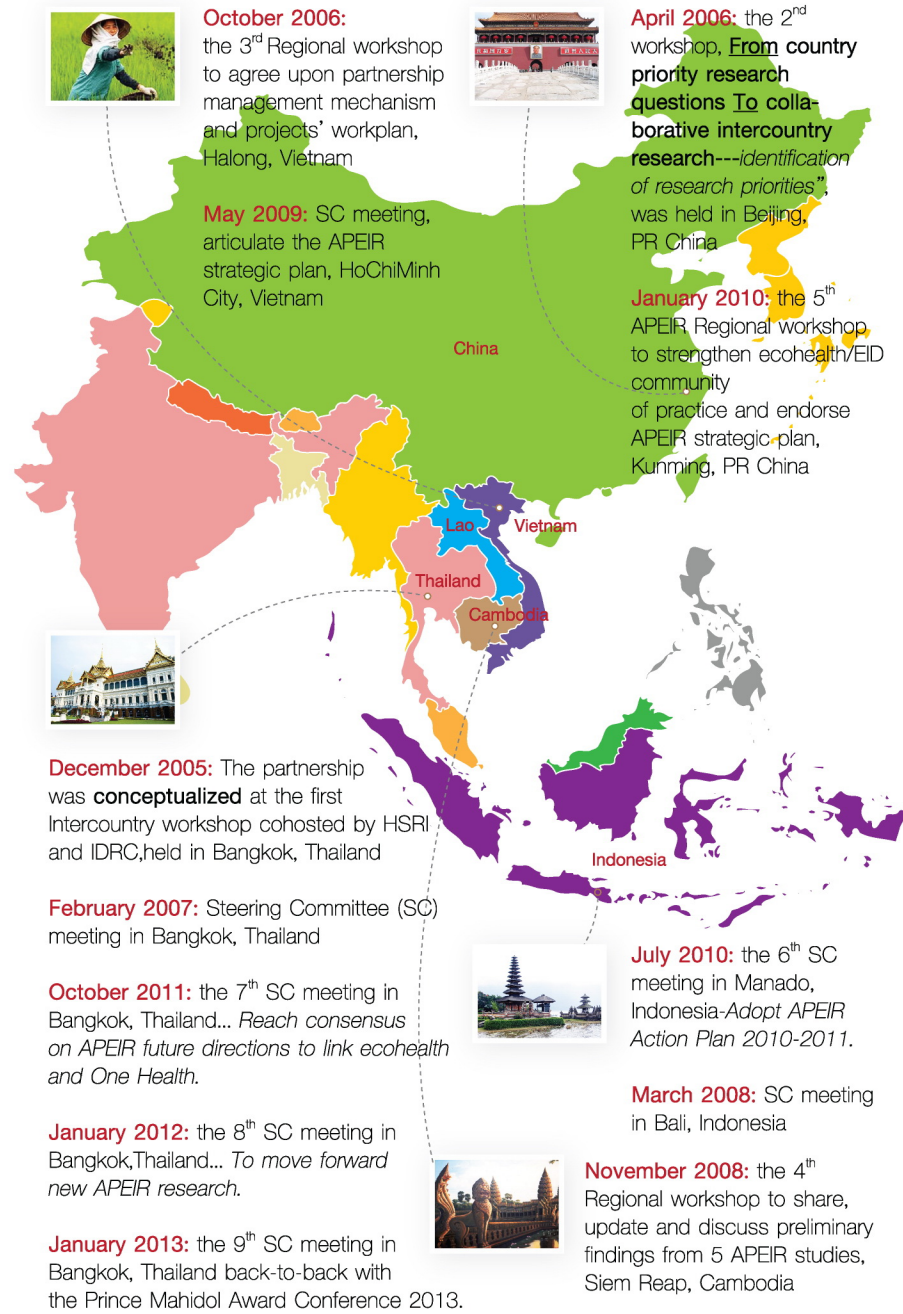 October 2006:
the 3rd Regional workshop
to agree upon partnership
management mechanism
and projects' workplan,
Halong, Vietnam
May 2009: SC meeting,
articulate the APEIR
strategic plan, HoChiMinh
City, Vietnam
April 2006: the 2nd
workshop, From country
priority research
questions To colla-
borative intercountry
research---identification
of research priorities”,
was held in Beijing,
PR China
January 2010: the 5th
APEIR Regional workshop
to strengthen ecohealth/EID
community
of practice and endorse
APEIR strategic plan,
Kunming, PR China
China
Lao
Vietnam
Thailand
Cambodia
Indonesia
December 2005: The partnership
was conceptualized at the first
Intercountry workshop cohosted by HSRI
and IDRC,held in Bangkok, Thailand
February 2007: Steering Committee (SC)
meeting in Bangkok, Thailand
October 2011: the 7th SC meeting in
Bangkok, Thailand... Reach consensus
on APEIR future directions to link ecohealth
and One Health.
January 2012: the 8th SC meeting in
Bangkok,Thailand... To move forward
new APEIR research.
January 2013: the 9th SC meeting in
Bangkok, Thailand back-to-back with
the Prince Mahidol Award Conference 2013.
July 2010: the 6th SC
meeting in Manado,
Indonesia-Adopt APEIR
Action Plan 2010-2011.
March 2008: SC meeting
in Bali, Indonesia
November 2008: the 4th
Regional workshop to share,
update and discuss preliminary
findings from 5 APEIR studies,
Siem Reap, Cambodia